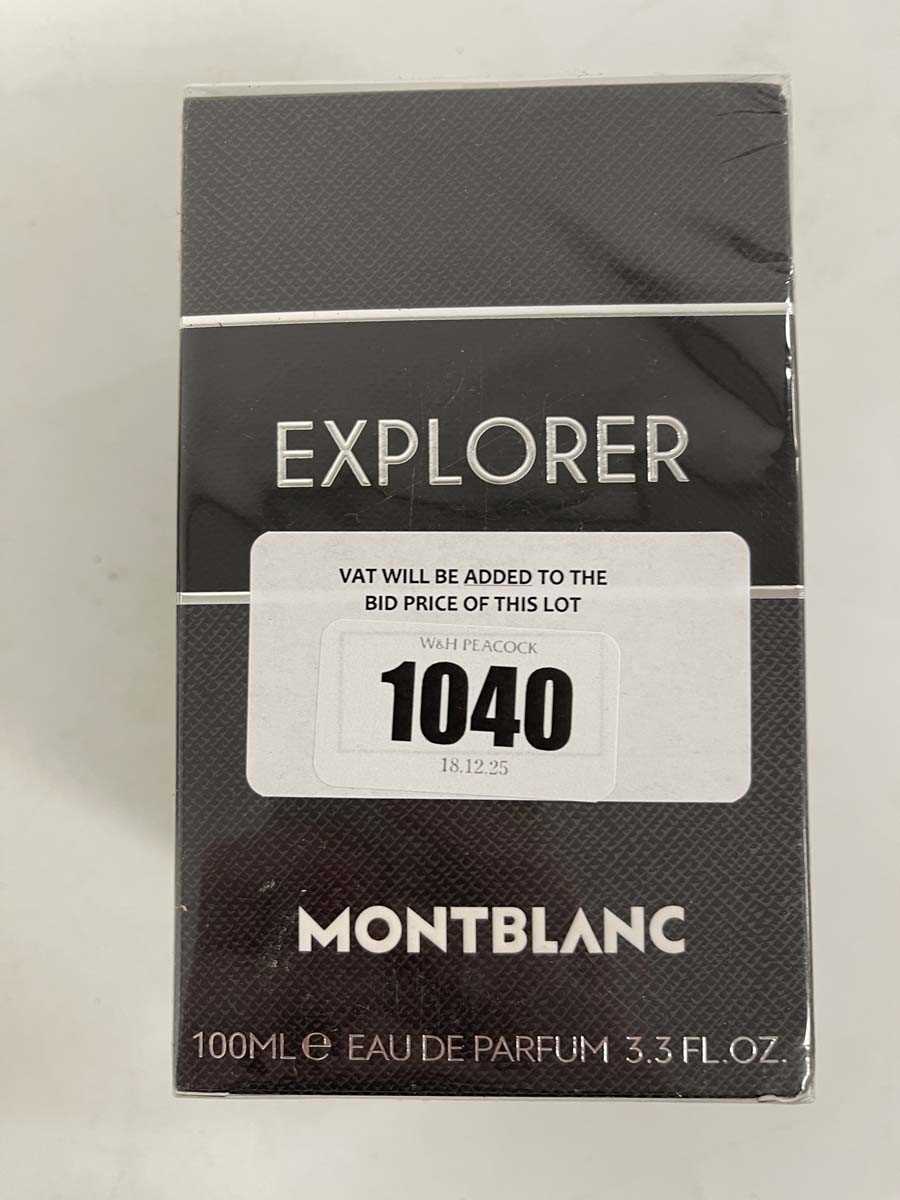 EXPLORER
VAT WILL BE ADDED TO THE
BID PRICE OF THIS LOT
W&H PEACOCK
1040
18.12.25
MONTBLANC
100ML ℮ EAU DE PARFUM 3.3 FL.OZ.